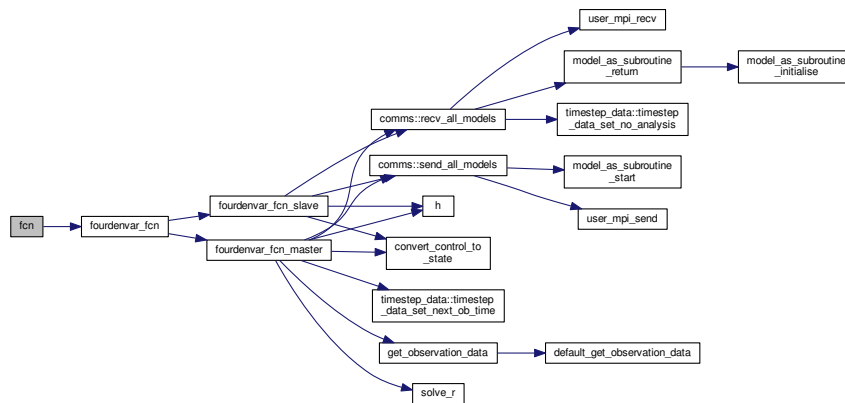 user_mpi_recv
model_as_subroutine
_return
model_as_subroutine
_initialise
comms::recv_all_models
timestep_data::timestep
_data_set_no_analysis
comms::send_all_models
model_as_subroutine
_start
fourdenvar_fcn_slave
h
user_mpi_send
fcn
fourdenvar_fcn
fourdenvar_fcn_master
convert_control_to
_state
timestep_data::timestep
_data_set_next_ob_time
get_observation_data
default_get_observation_data
solve_r